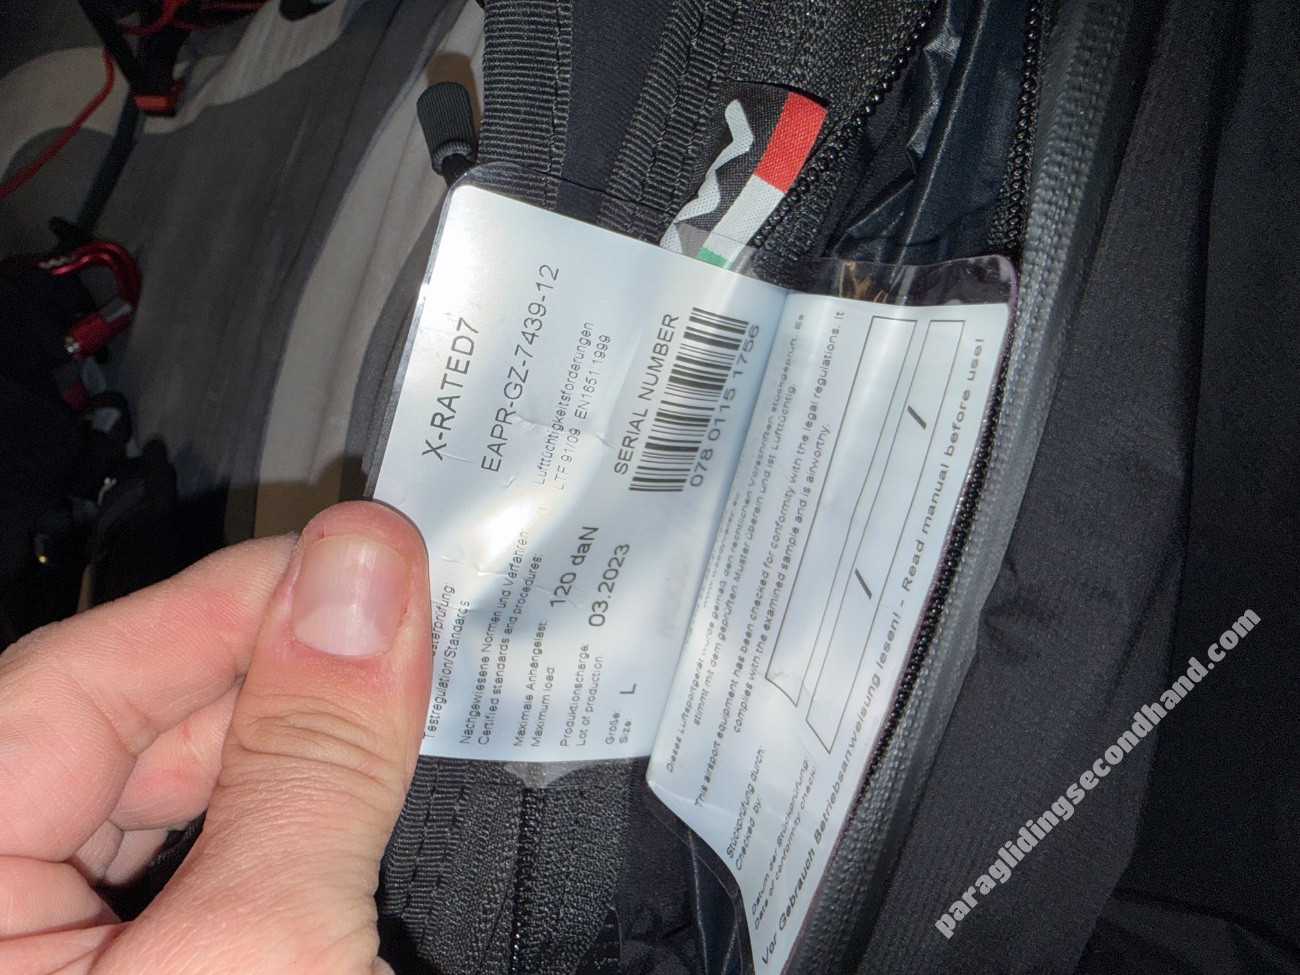 X-RATED7
EAPR-GZ-7439-12
Testregulation/Standards
Lufttüchtigkeitsforderungen
LTF 91/09 EN1651:1999
Nachgewiesene Normen und Verfahren:
Certified standards and procedures:
Maximale Anhängelast:
Maximum load:
120 daN
Produktionscharge:
Lot of production:
03.2023
Größe
Size
L
SERIAL NUMBER
078 0115 1756
Dieses Luftsportgerät wurde gemäß den rechtlichen Vorschriften stückgeprüft. Es
stimmt mit dem geprüften Muster überein und ist Lufttüchtig.
This airsport equipment has been checked for conformity with the legal regulations. It
complies with the examined sample and is airworthy.
Stückprüfung durch:
Checked by:
Datum der Stückprüfung:
Date of conformity check:
/ /
Vor Gebrauch Betriebsanweisung lesen! - Read manual before use!
paraglidingsecondhand.com